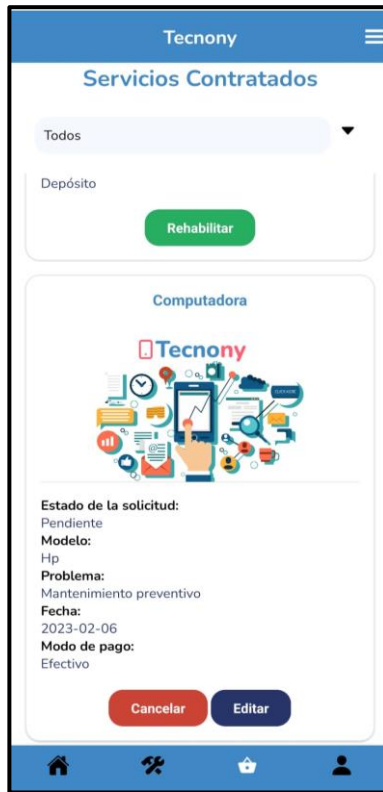 Tecnony
Servicios Contratados
Todos
Depósito
Rehabilitar
Computadora
Tecnony
Estado de la solicitud:
Pendiente
Modelo:
Hp
Problema:
Mantenimiento preventivo
Fecha:
2023-02-06
Modo de pago:
Efectivo
Cancelar Editar